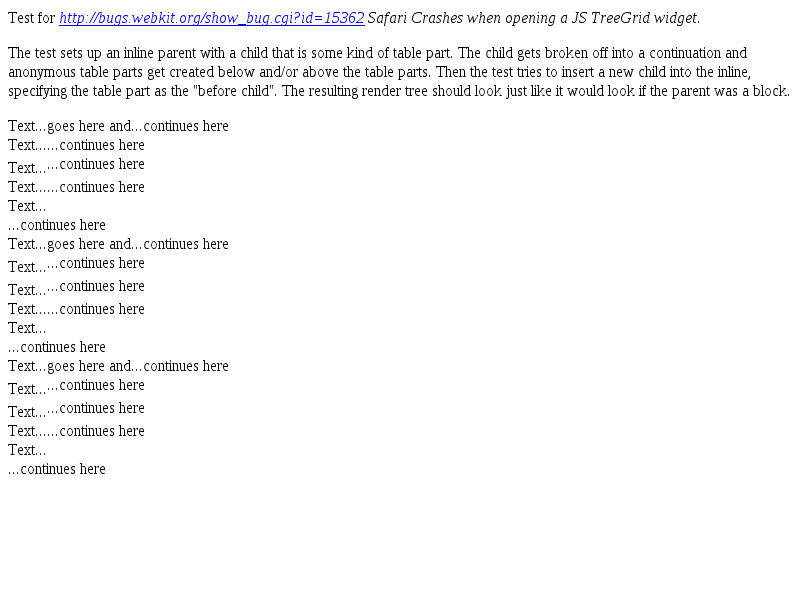 Test for http://bugs.webkit.org/show_bug.cgi?id=15362 Safari Crashes when opening a JS TreeGrid widget.
The test sets up an inline parent with a child that is some kind of table part. The child gets broken off into a continuation and
anonymous table parts get created below and/or above the table parts. Then the test tries to insert a new child into the inline,
specifying the table part as the "before child". The resulting render tree should look just like it would look if the parent was a block.
Text...goes here and...continues here
Text......continues here
Text......continues here
Text......continues here
Text...
...continues here
Text...goes here and...continues here
Text......continues here
Text......continues here
Text......continues here
Text...
...continues here
Text...goes here and...continues here
Text......continues here
Text......continues here
Text......continues here
Text...
...continues here